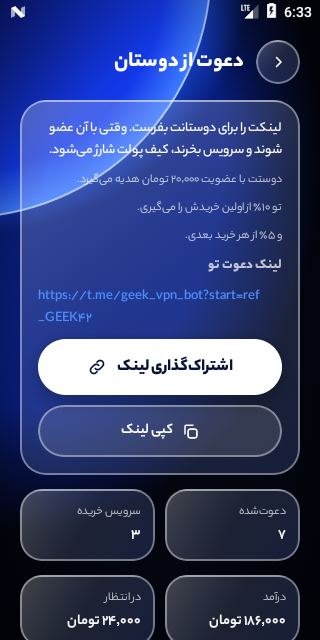 6:33
LTE
دعوت از دوستان
لینکت را برای دوستانت بفرست. وقتی با آن عضو
شوند و سرویس بخرند، کیف پولت شارژ می‌شود.
دوستت با عضویت ۲۰,۰۰۰ تومان هدیه می‌گیرد.
تو ۱۰٪ از اولین خریدش را می‌گیری.
و ۵٪ از هر خرید بعدی.
لینک دعوت تو
https://t.me/geek_vpn_bot?start=ref
_GEEK۴۲
اشتراک‌گذاری لینک
کپی لینک
دعوت‌شده
۷
سرویس خریده
۳
درآمد
۱۸۶,۰۰۰ تومان
در انتظار
۲۴,۰۰۰ تومان